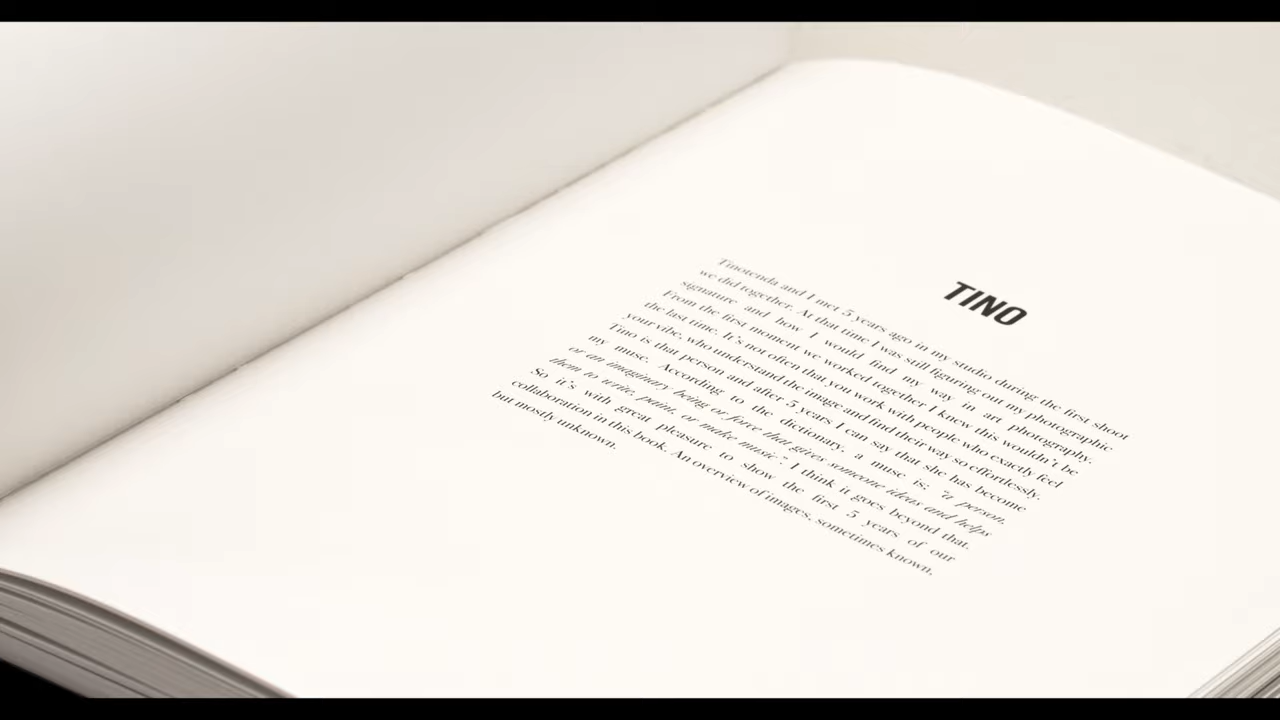 TINO
Tinotenda and I met 5 years ago in my studio during the first shoot
we did together. At that time I was still figuring out my photographic
signature and how I would find my way in art photography.
From the first moment we worked together I knew this wouldn't be
the last time. It's not often that you work with people who exactly feel
your vibe, who understand the image and find their way so effortlessly.
Tino is that person and after 5 years, I can say that she has become
my muse. According to the dictionary, a muse is; "a person,
or an imaginary being or force that gives someone ideas and helps
them to write, paint, or make music". I think it goes beyond that.
So it's with great pleasure to show the first 5 years of our
collaboration in this book. An overview of images, sometimes known,
but mostly unknown.